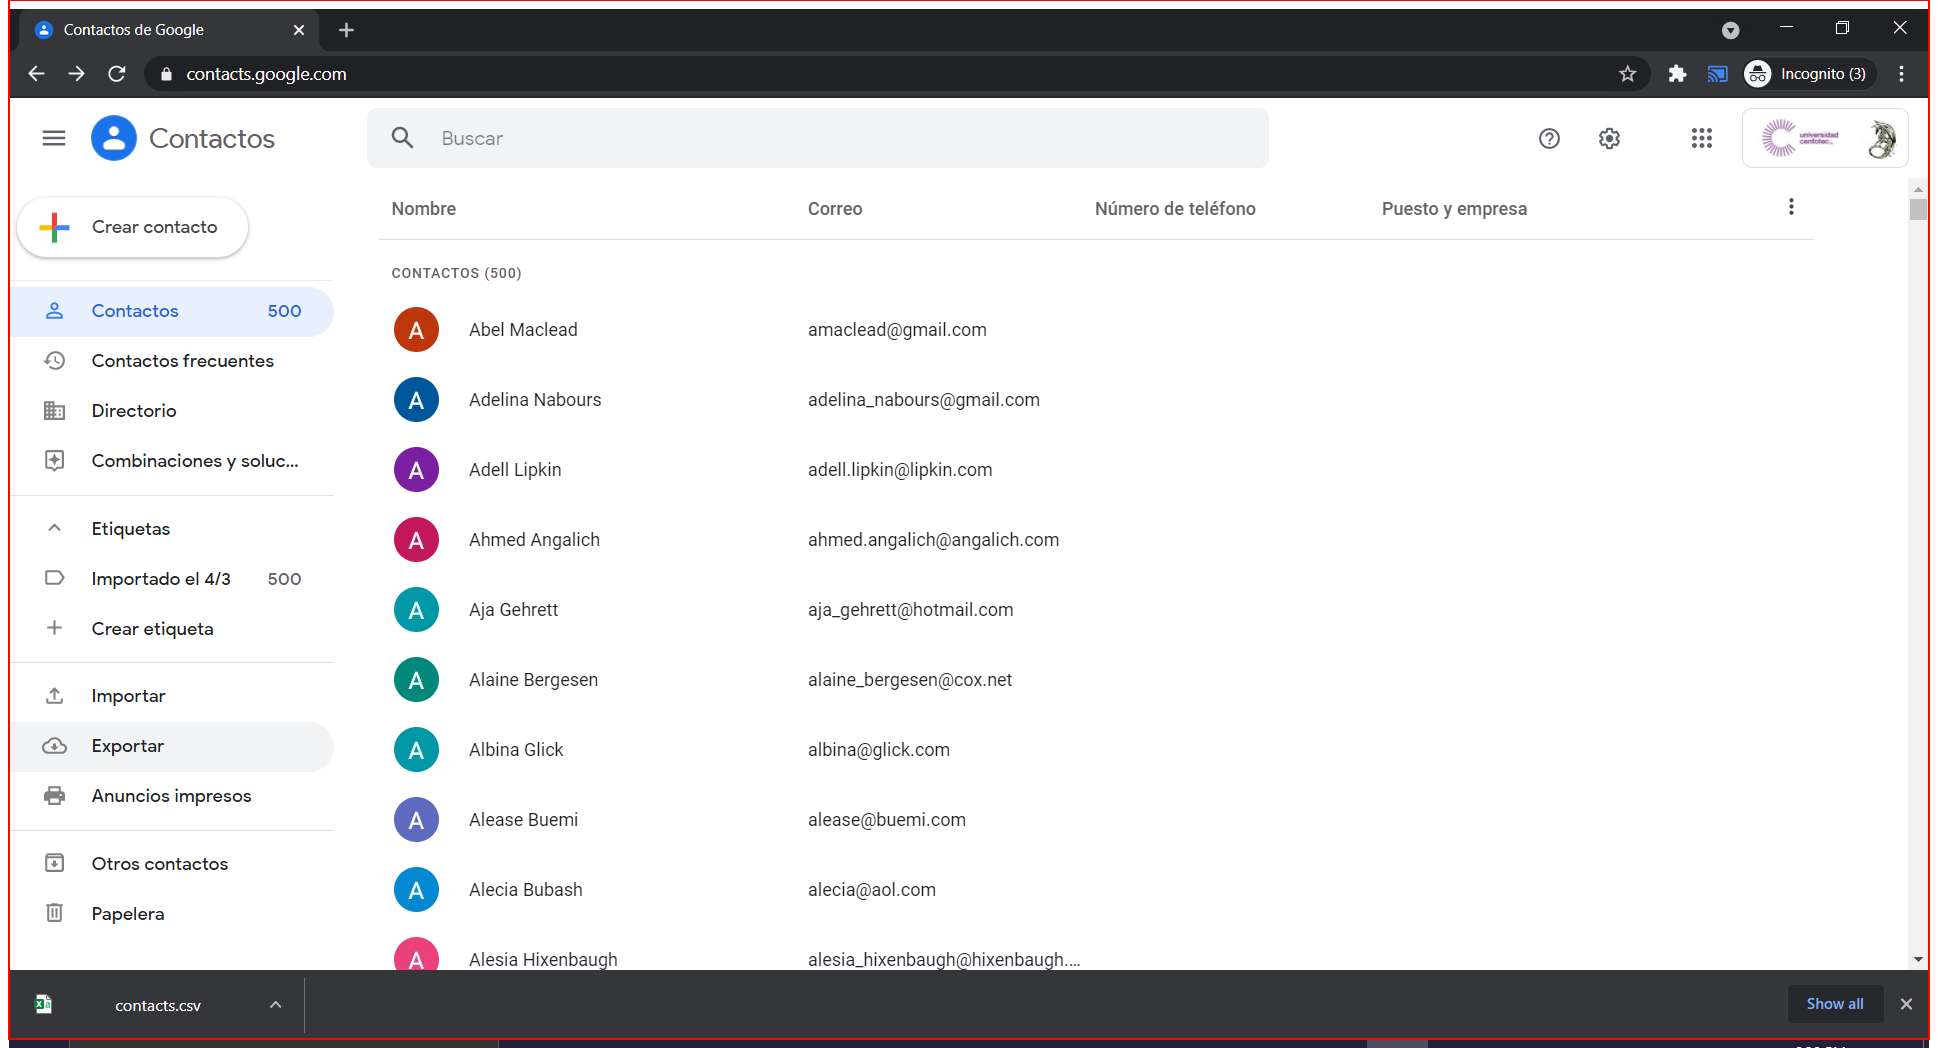 Contactos de Google
contacts.google.com
Incognito (3)
Contactos
Buscar
universidad
cenfotec_
Crear contacto
Nombre Correo Número de teléfono Puesto y empresa
CONTACTOS (500)
Contactos 500
Contactos frecuentes
Directorio
Combinaciones y soluc...
Etiquetas
Importado el 4/3 500
Crear etiqueta
Importar
Exportar
Anuncios impresos
Otros contactos
Papelera
A Abel Maclead amaclead@gmail.com
A Adelina Nabours adelina_nabours@gmail.com
A Adell Lipkin adell.lipkin@lipkin.com
A Ahmed Angalich ahmed.angalich@angalich.com
A Aja Gehrett aja_gehrett@hotmail.com
A Alaine Bergesen alaine_bergesen@cox.net
A Albina Glick albina@glick.com
A Alease Buemi alease@buemi.com
A Alecia Bubash alecia@aol.com
A Alesia Hixenbaugh alesia_hixenbaugh@hixenbaugh....
contacts.csv
Show all